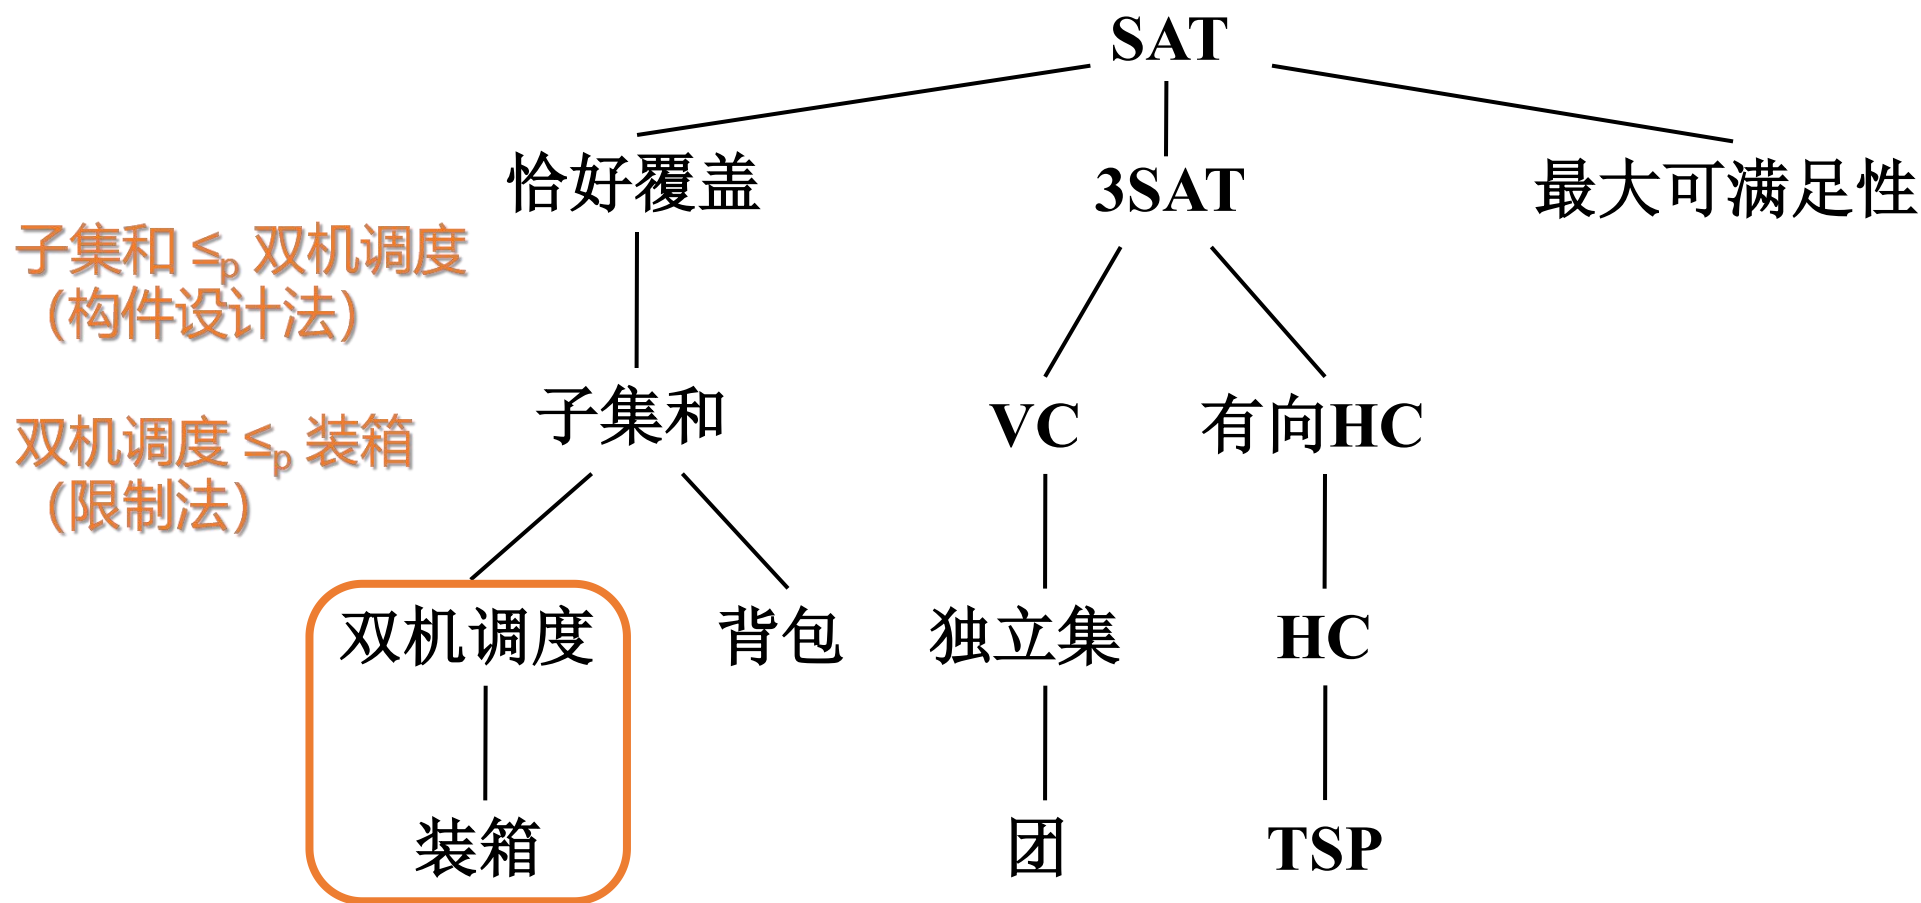 SAT
恰好覆盖
3SAT
最大可满足性
子集和 ≤p 双机调度
（构件设计法）
子集和
VC
有向HC
双机调度 ≤p 装箱
（限制法）
双机调度
背包
独立集
HC
装箱
团
TSP